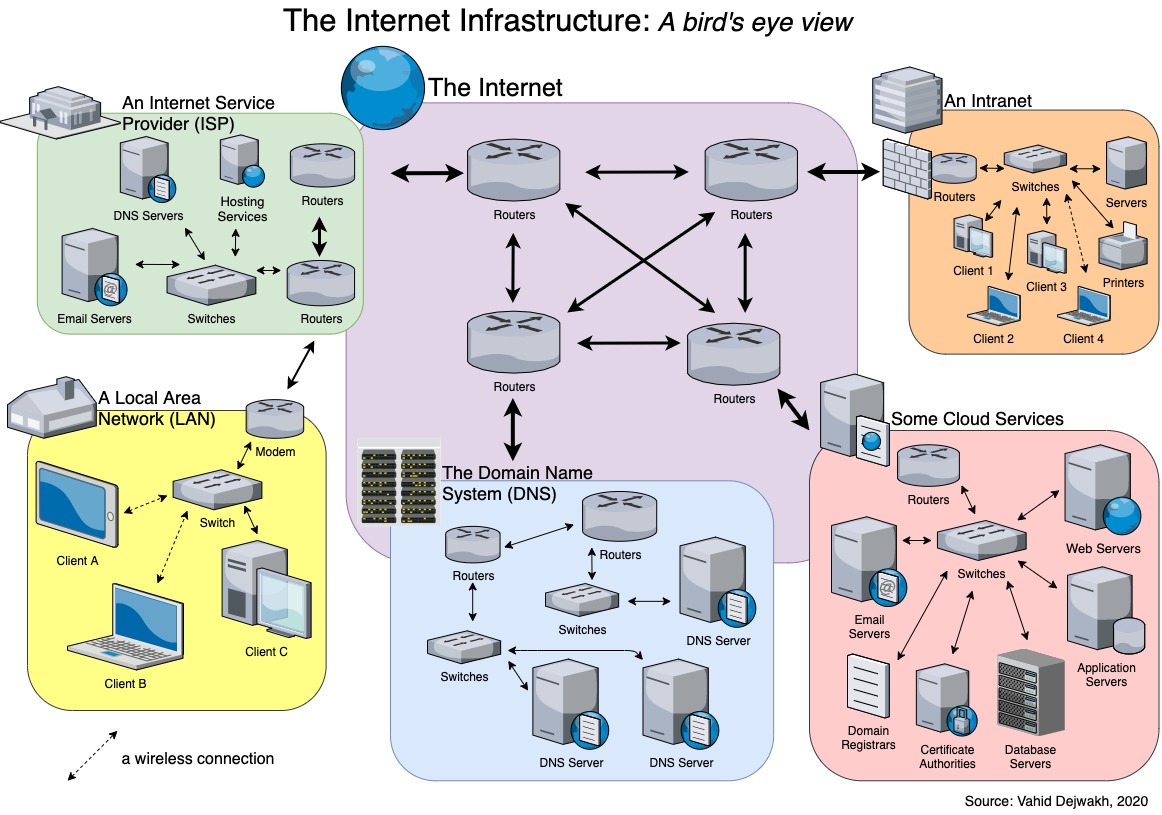 The Internet Infrastructure: A bird's eye view
An Internet Service
Provider (ISP)
DNS Servers
Hosting
Services
Routers
Email Servers
Switches
Routers
The Internet
Routers
Routers
Routers
Routers
An Intranet
Routers
Switches
Servers
Client 1
Client 3
Printers
Client 2
Client 4
A Local Area
Network (LAN)
Modem
Switch
Client A
Client C
Client B
a wireless connection
The Domain Name
System (DNS)
Routers
Routers
Switches
DNS Server
Switches
DNS Server
DNS Server
Some Cloud Services
Routers
Web Servers
Switches
Email
Servers
@
Application
Servers
Domain
Registrars
Certificate
Authorities
Database
Servers
@
Source: Vahid Dejwakh, 2020